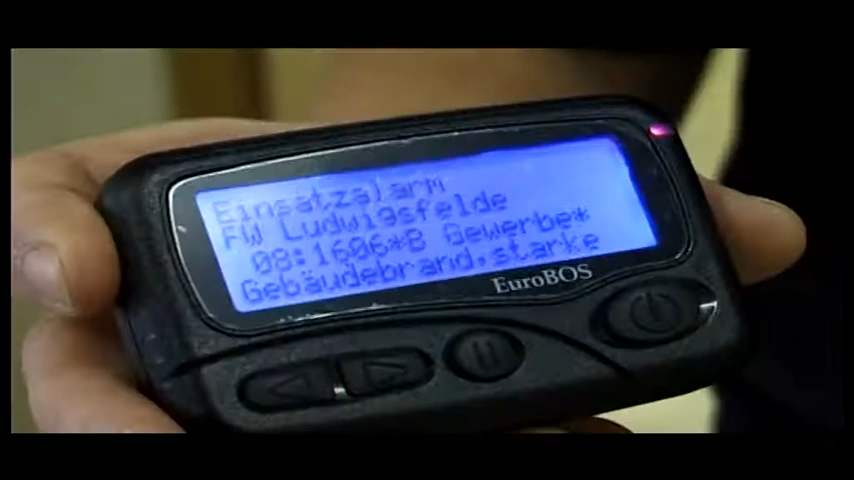 Einsatzalarm
FW Ludwigsfelde
08:1606*B Gewerbe*
Gebäudebrand.starke
EuroBOS